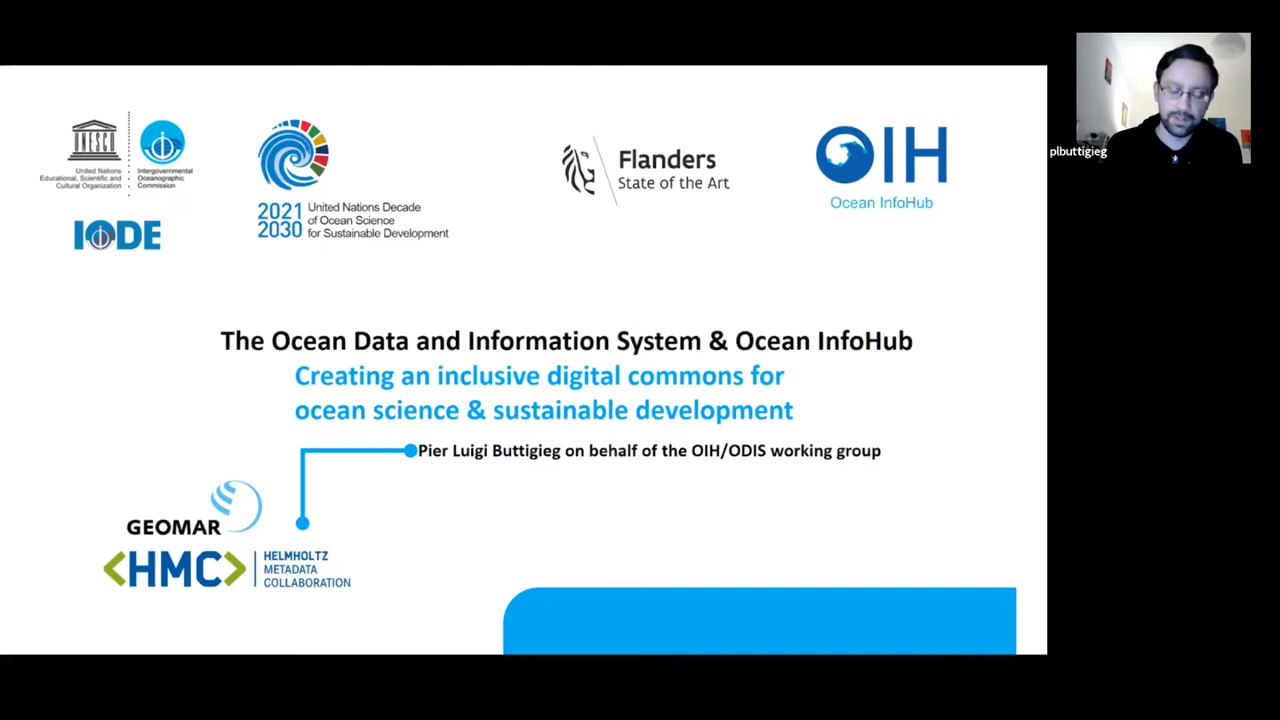 UNESCO
United Nations
Educational, Scientific and
Cultural Organization
Intergovernmental
Oceanographic
Commission
IODE
2021
2030
United Nations Decade
of Ocean Science
for Sustainable Development
Flanders
State of the Art
OIH
Ocean InfoHub
plbuttigieg
The Ocean Data and Information System & Ocean InfoHub
Creating an inclusive digital commons for
ocean science & sustainable development
Pier Luigi Buttigieg on behalf of the OIH/ODIS working group
GEOMAR
<HMC>
HELMHOLTZ
METADATA
COLLABORATION